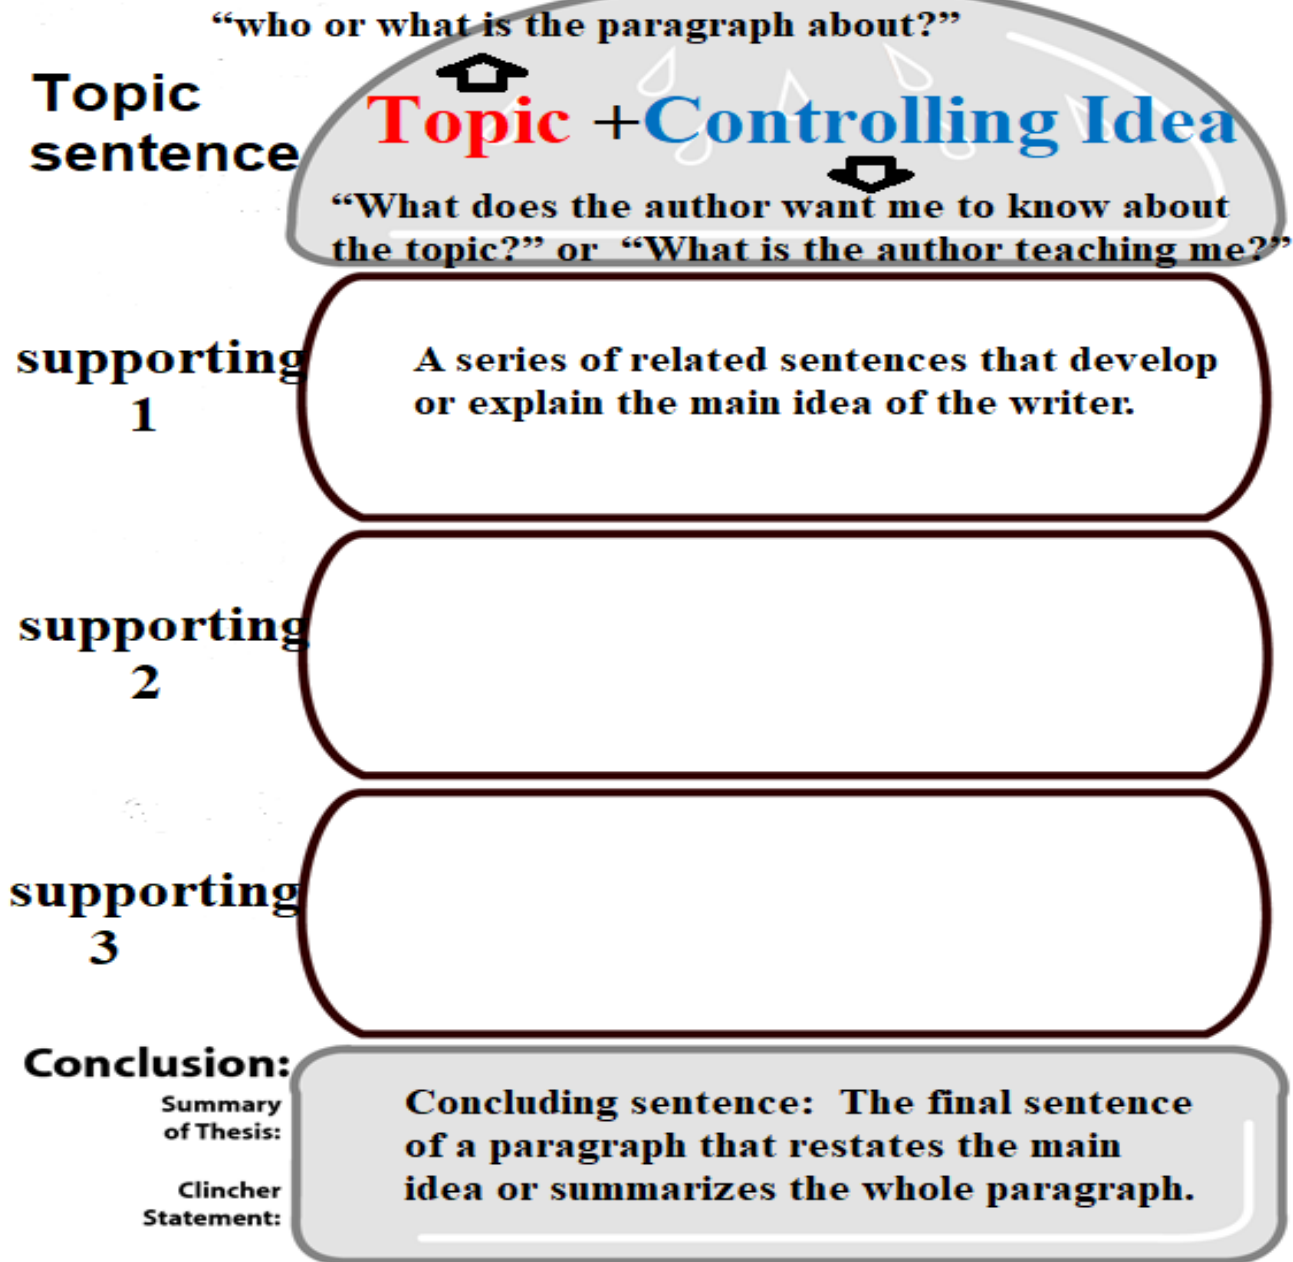 “who or what is the paragraph about?”
Topic
sentence
Topic +Controlling Idea
“What does the author want me to know about
the topic?” or “What is the author teaching me?”
supporting
1
A series of related sentences that develop
or explain the main idea of the writer.
supporting
2
supporting
3
Conclusion:
Summary
of Thesis:
Clincher
Statement:
Concluding sentence: The final sentence
of a paragraph that restates the main
idea or summarizes the whole paragraph.